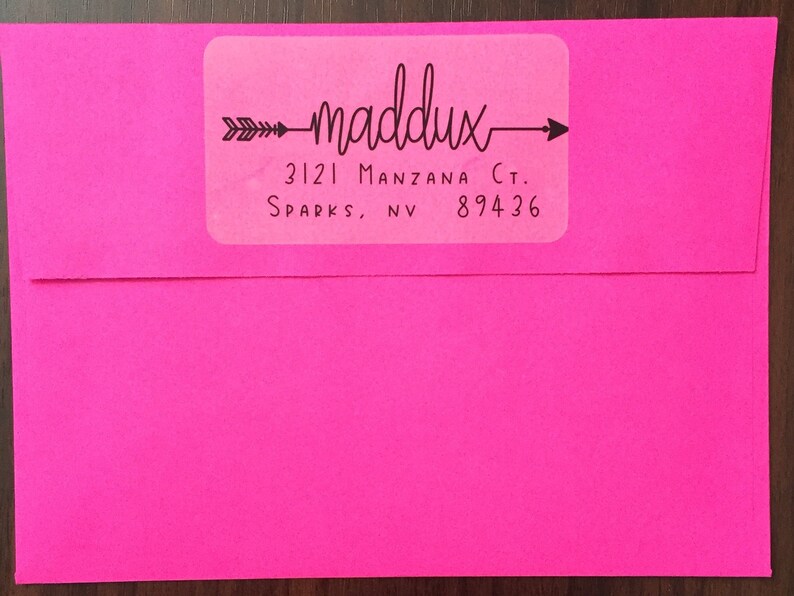 maddux
3121 Manzana Ct.
Sparks, NV 89436